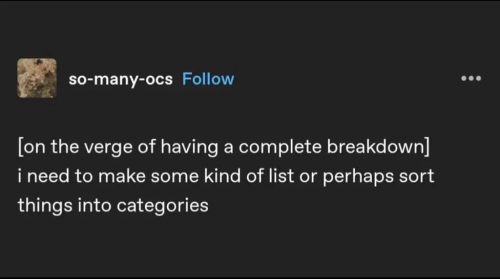 so-many-ocs Follow
[on the verge of having a complete breakdown]
i need to make some kind of list or perhaps sort
things into categories